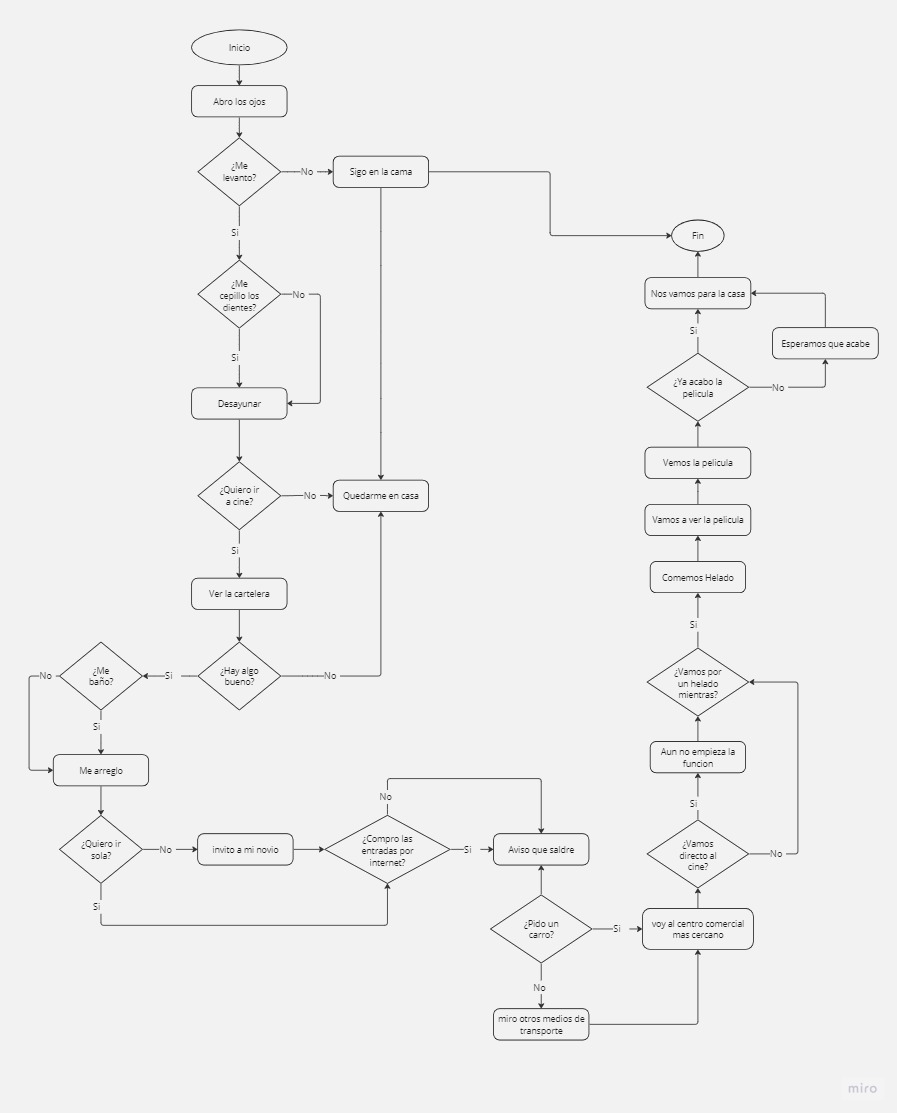 Inicio
Abro los ojos
¿Me
levanto?
No
Sigo en la cama
Si
¿Me
cepillo los
dientes?
No
Si
Desayunar
¿Quiero ir
a cine?
No
Quedarme en casa
Si
Ver la cartelera
¿Hay algo
bueno?
No
Si
¿Me
baño?
No
Si
Me arreglo
¿Quiero ir
sola?
No
Si
invito a mi novio
¿Compro las
entradas por
internet?
No
Si
Aviso que saldre
¿Pido un
carro?
Si
No
miro otros medios de
transporte
voy al centro comercial
mas cercano
¿Vamos
directo al
cine?
No
Si
Aun no empieza la
funcion
¿Vamos por
un helado
mientras?
Si
Comemos Helado
Vamos a ver la pelicula
Vemos la pelicula
¿Ya acabo la
pelicula
No
Esperamos que acabe
Si
Nos vamos para la casa
Fin
miro